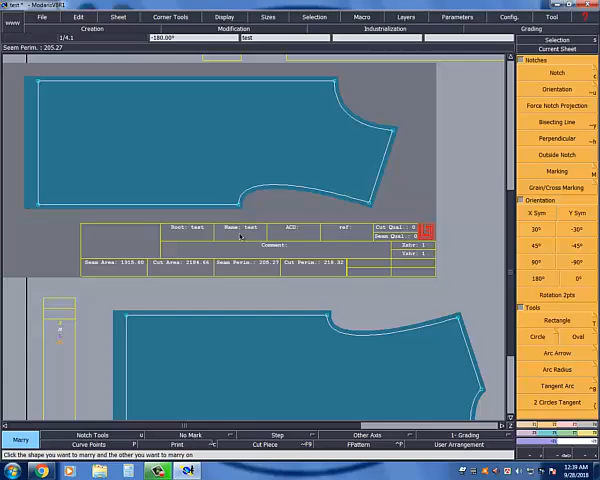 test * - ModarisV8R1
www
File Edit Sheet Corner Tools Display Sizes Selection Macro Layers Parameters Config. Tool ?
Creation Modification Industrialization Grading
1/4.1 -180.00° test
Seam Perim. : 205.27
Selection s
Current Sheet
Notches
Notch c
Orientation ~u
Force Notch Projection
Bisecting Line ~y
Perpendicular ~h
Outside Notch
Marking M
Grain/Cross Marking
Orientation
X Sym Y Sym
30° -30°
45° -45°
90° -90°
180° 0°
Rotation 2pts
Tools
Rectangle
Circle Oval
Arc Arrow
Arc Radius
Tangent Arc
2 Circles Tangent
Root: test Name: test ACD: ref: Cut Qual.: 0
Seam Qual.: 0
Comment: Xshr: 1
Yshr: 1
Seam Area: 1915.80 Cut Area: 2184.66 Seam Perim.: 205.27 Cut Perim.: 218.32
Marry
Notch Tools u No Mark Step Other Axis 1- Grading
Curve Points P Print ~c Cut Piece ~F9 FPattern User Arrangement
Click the shape you want to marry and the other you want to marry on
12:39 AM
9/28/2018